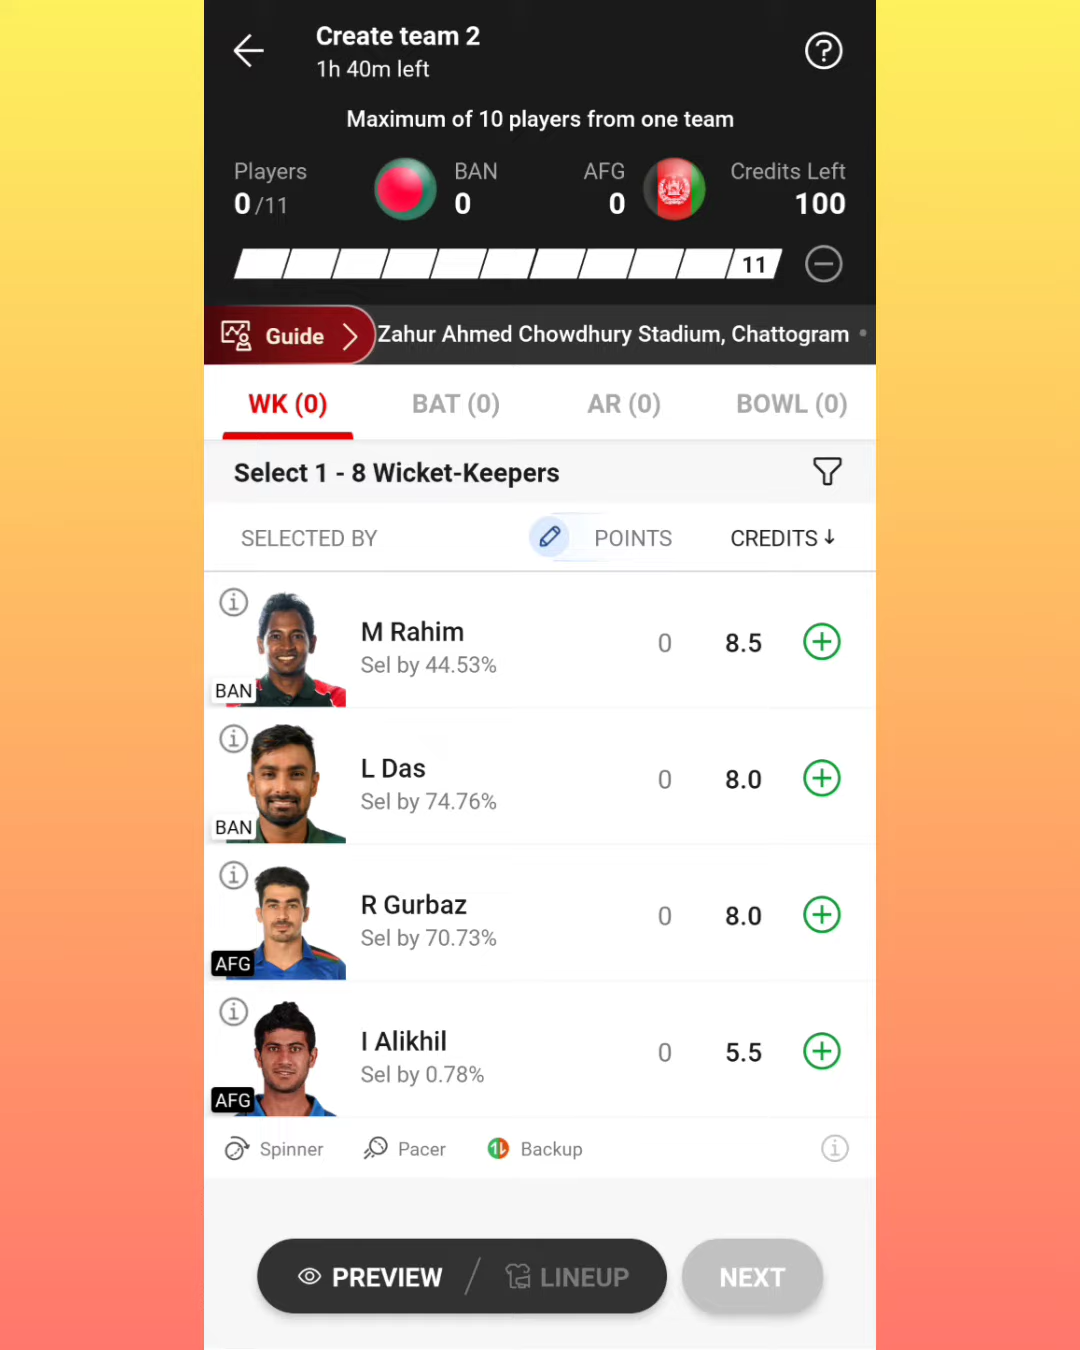 Create team 2
1h 40m left
Maximum of 10 players from one team
Players BAN AFG Credits Left
0/11 0 0 100
11
Guide Zahur Ahmed Chowdhury Stadium, Chattogram
WK (0) BAT (0) AR (0) BOWL (0)
Select 1 - 8 Wicket-Keepers
SELECTED BY POINTS CREDITS↓
M Rahim
Sel by 44.53%
0 8.5
BAN
L Das
Sel by 74.76%
0 8.0
BAN
R Gurbaz
Sel by 70.73%
0 8.0
AFG
I Alikhil
Sel by 0.78%
0 5.5
AFG
Spinner Pacer Backup
PREVIEW / LINEUP NEXT